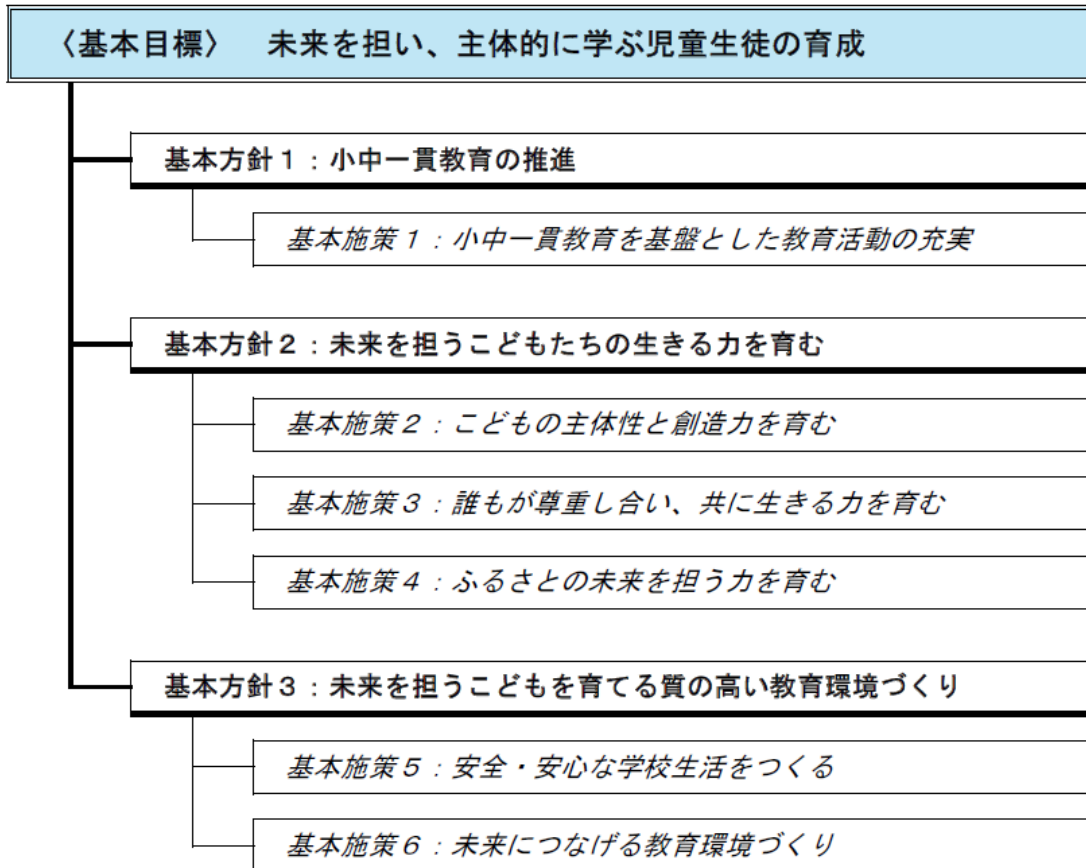 〈基本目標〉　未来を担い、主体的に学ぶ児童生徒の育成
基本方針１：小中一貫教育の推進
基本施策１：小中一貫教育を基盤とした教育活動の充実
基本方針２：未来を担うこどもたちの生きる力を育む
基本施策２：こどもの主体性と創造力を育む
基本施策３：誰もが尊重し合い、共に生きる力を育む
基本施策４：ふるさとの未来を担う力を育む
基本方針３：未来を担うこどもを育てる質の高い教育環境づくり
基本施策５：安全・安心な学校生活をつくる
基本施策６：未来につなげる教育環境づくり